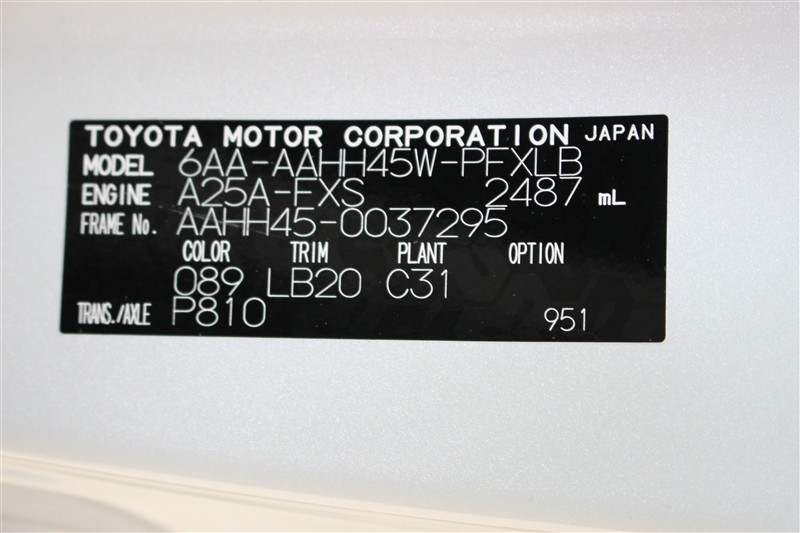 TOYOTA MOTOR CORPORATION JAPAN
MODEL 6AA-AAHH45W-PFXLB
ENGINE A25A-FXS 2487 mL
FRAME No. AAHH45-0037295
COLOR TRIM PLANT OPTION
089 LB20 C31
TRANS./AXLE P810 951